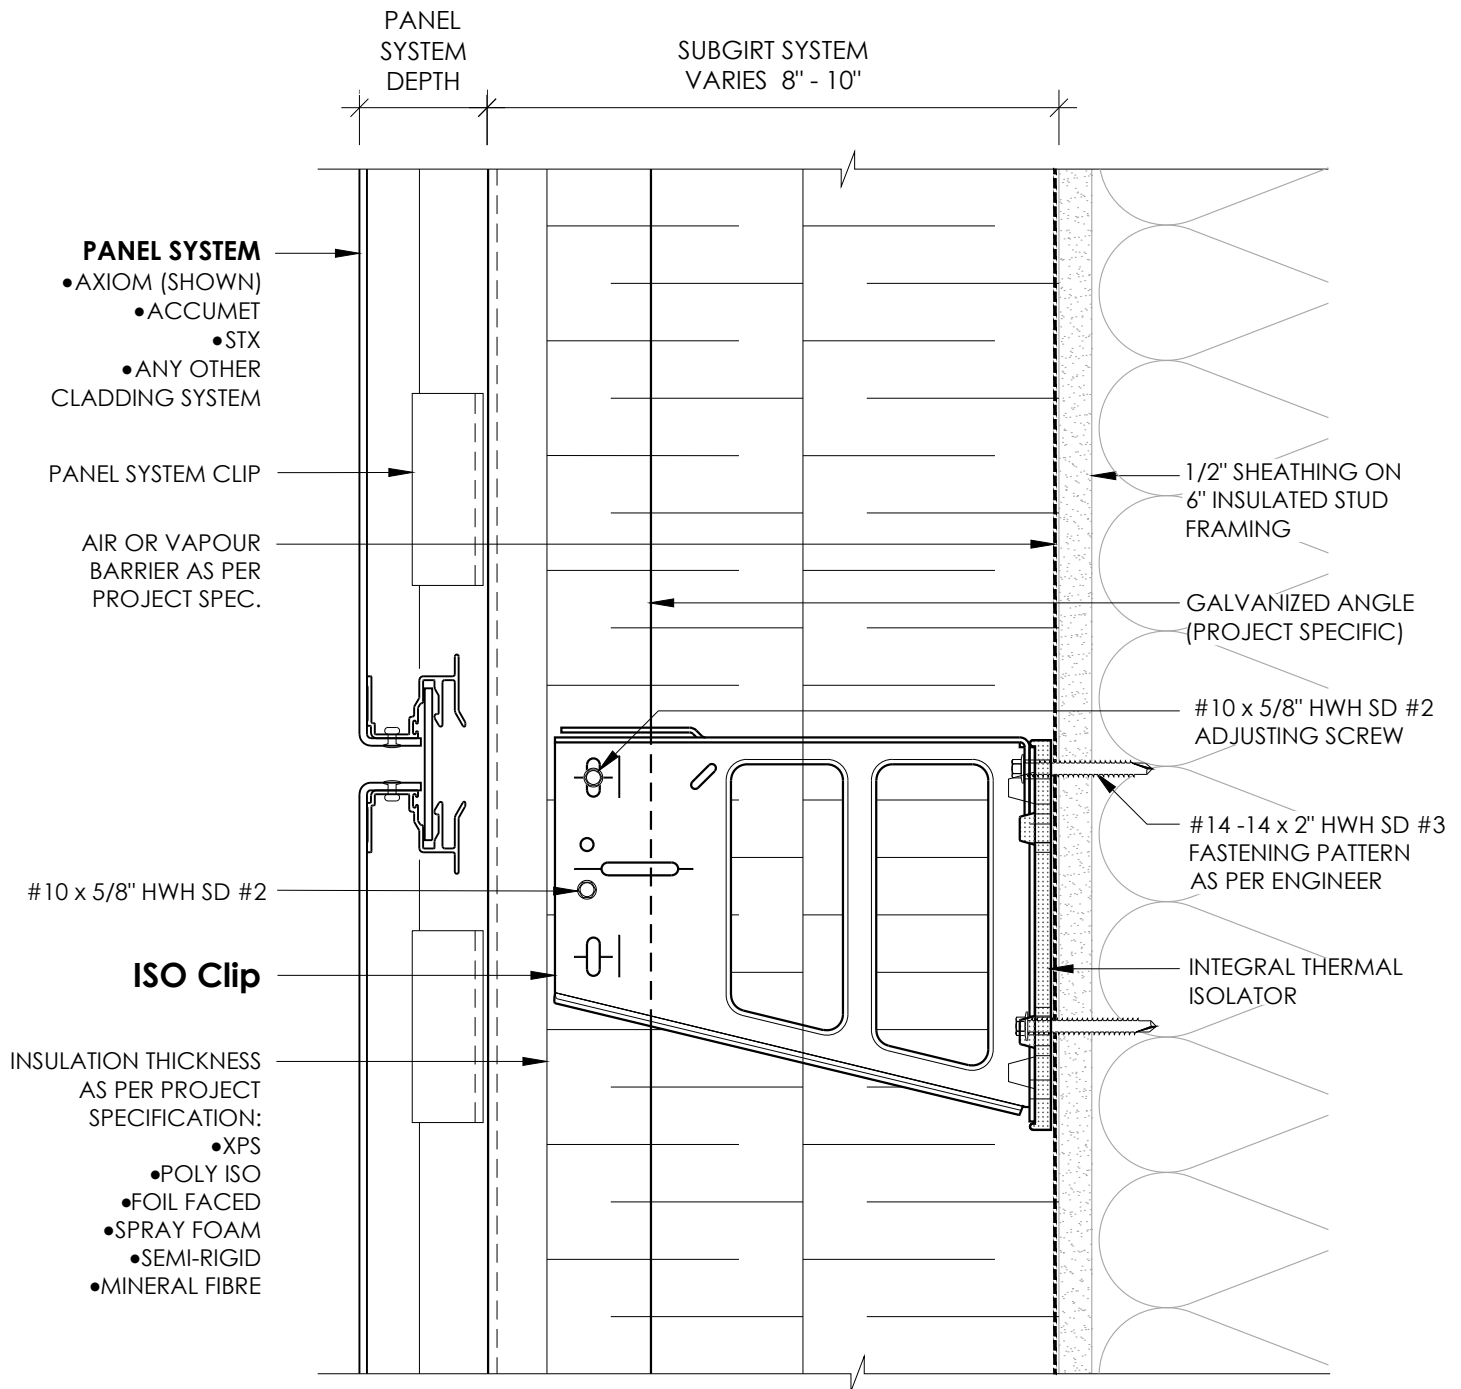 PANEL
SYSTEM
DEPTH
SUBGIRT SYSTEM
VARIES 8" - 10"
PANEL SYSTEM
•AXIOM (SHOWN)
•ACCUMET
•STX
•ANY OTHER
CLADDING SYSTEM
PANEL SYSTEM CLIP
AIR OR VAPOUR
BARRIER AS PER
PROJECT SPEC.
#10 x 5/8" HWH SD #2
ISO Clip
INSULATION THICKNESS
AS PER PROJECT
SPECIFICATION:
•XPS
•POLY ISO
•FOIL FACED
•SPRAY FOAM
•SEMI-RIGID
•MINERAL FIBRE
1/2" SHEATHING ON
6" INSULATED STUD
FRAMING
GALVANIZED ANGLE
(PROJECT SPECIFIC)
#10 x 5/8" HWH SD #2
ADJUSTING SCREW
#14 -14 x 2" HWH SD #3
FASTENING PATTERN
AS PER ENGINEER
INTEGRAL THERMAL
ISOLATOR